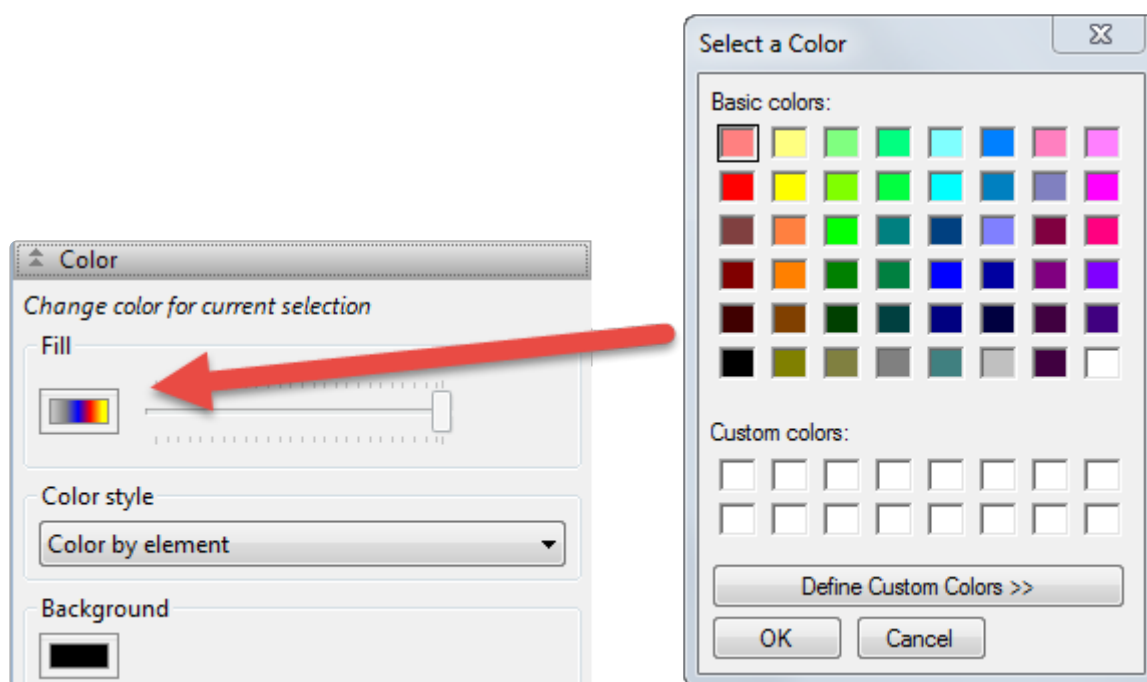 Color
Change color for current selection
Fill
Color style
Color by element
Background
Select a Color
Basic colors:
Custom colors:
Define Custom Colors >>
OK
Cancel